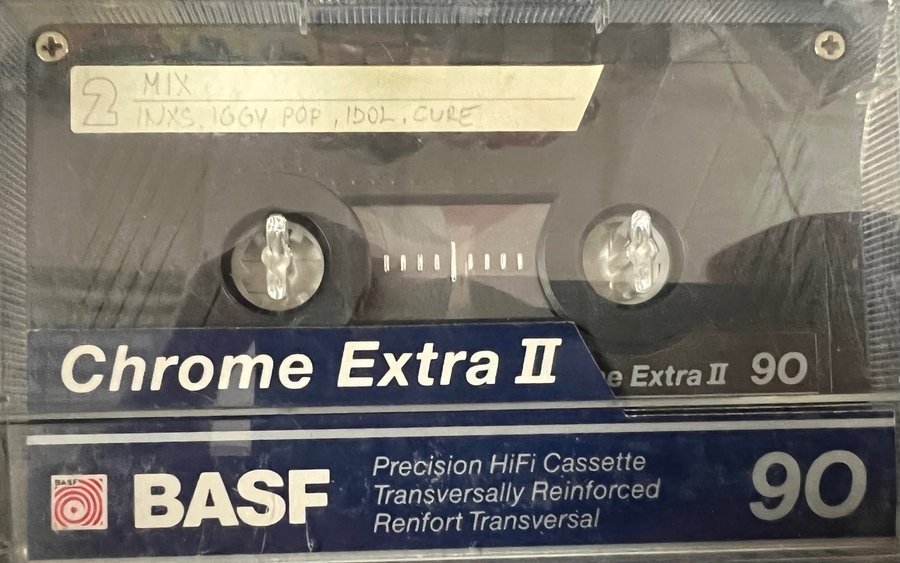 2 MIX
INXS, IGGY POP, IDOL, CURE
Chrome Extra II
e Extra II 90
BASF
BASF
Precision HiFi Cassette
Transversally Reinforced
Renfort Transversal
90